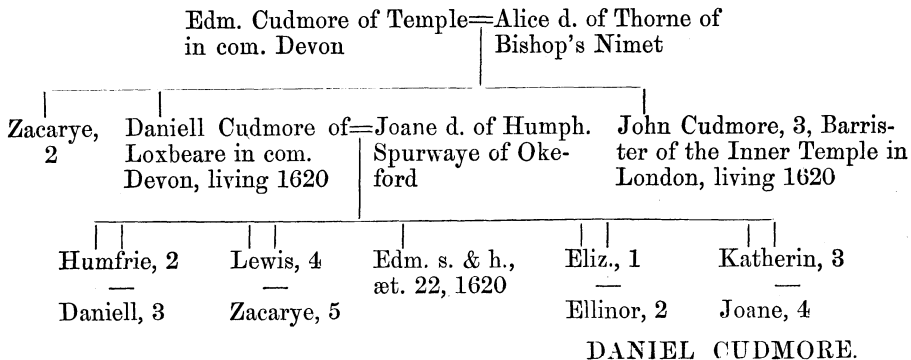 Edm. Cudmore of Temple=Alice d. of Thorne of
in com. Devon Bishop's Nimet
Zacarye,
2
Daniell Cudmore of=Joane d. of Humph.
Loxbeare in com. Spurwaye of Oke-
Devon, living 1620 ford
John Cudmore, 3, Barris-
ter of the Inner Temple in
London, living 1620
Humfrie, 2
—
Daniell, 3
Lewis, 4
—
Zacarye, 5
Edm. s. & h.,
æt. 22, 1620
Eliz., 1
—
Ellinor, 2
Katherin, 3
—
Joane, 4
DANIEL CUDMORE.